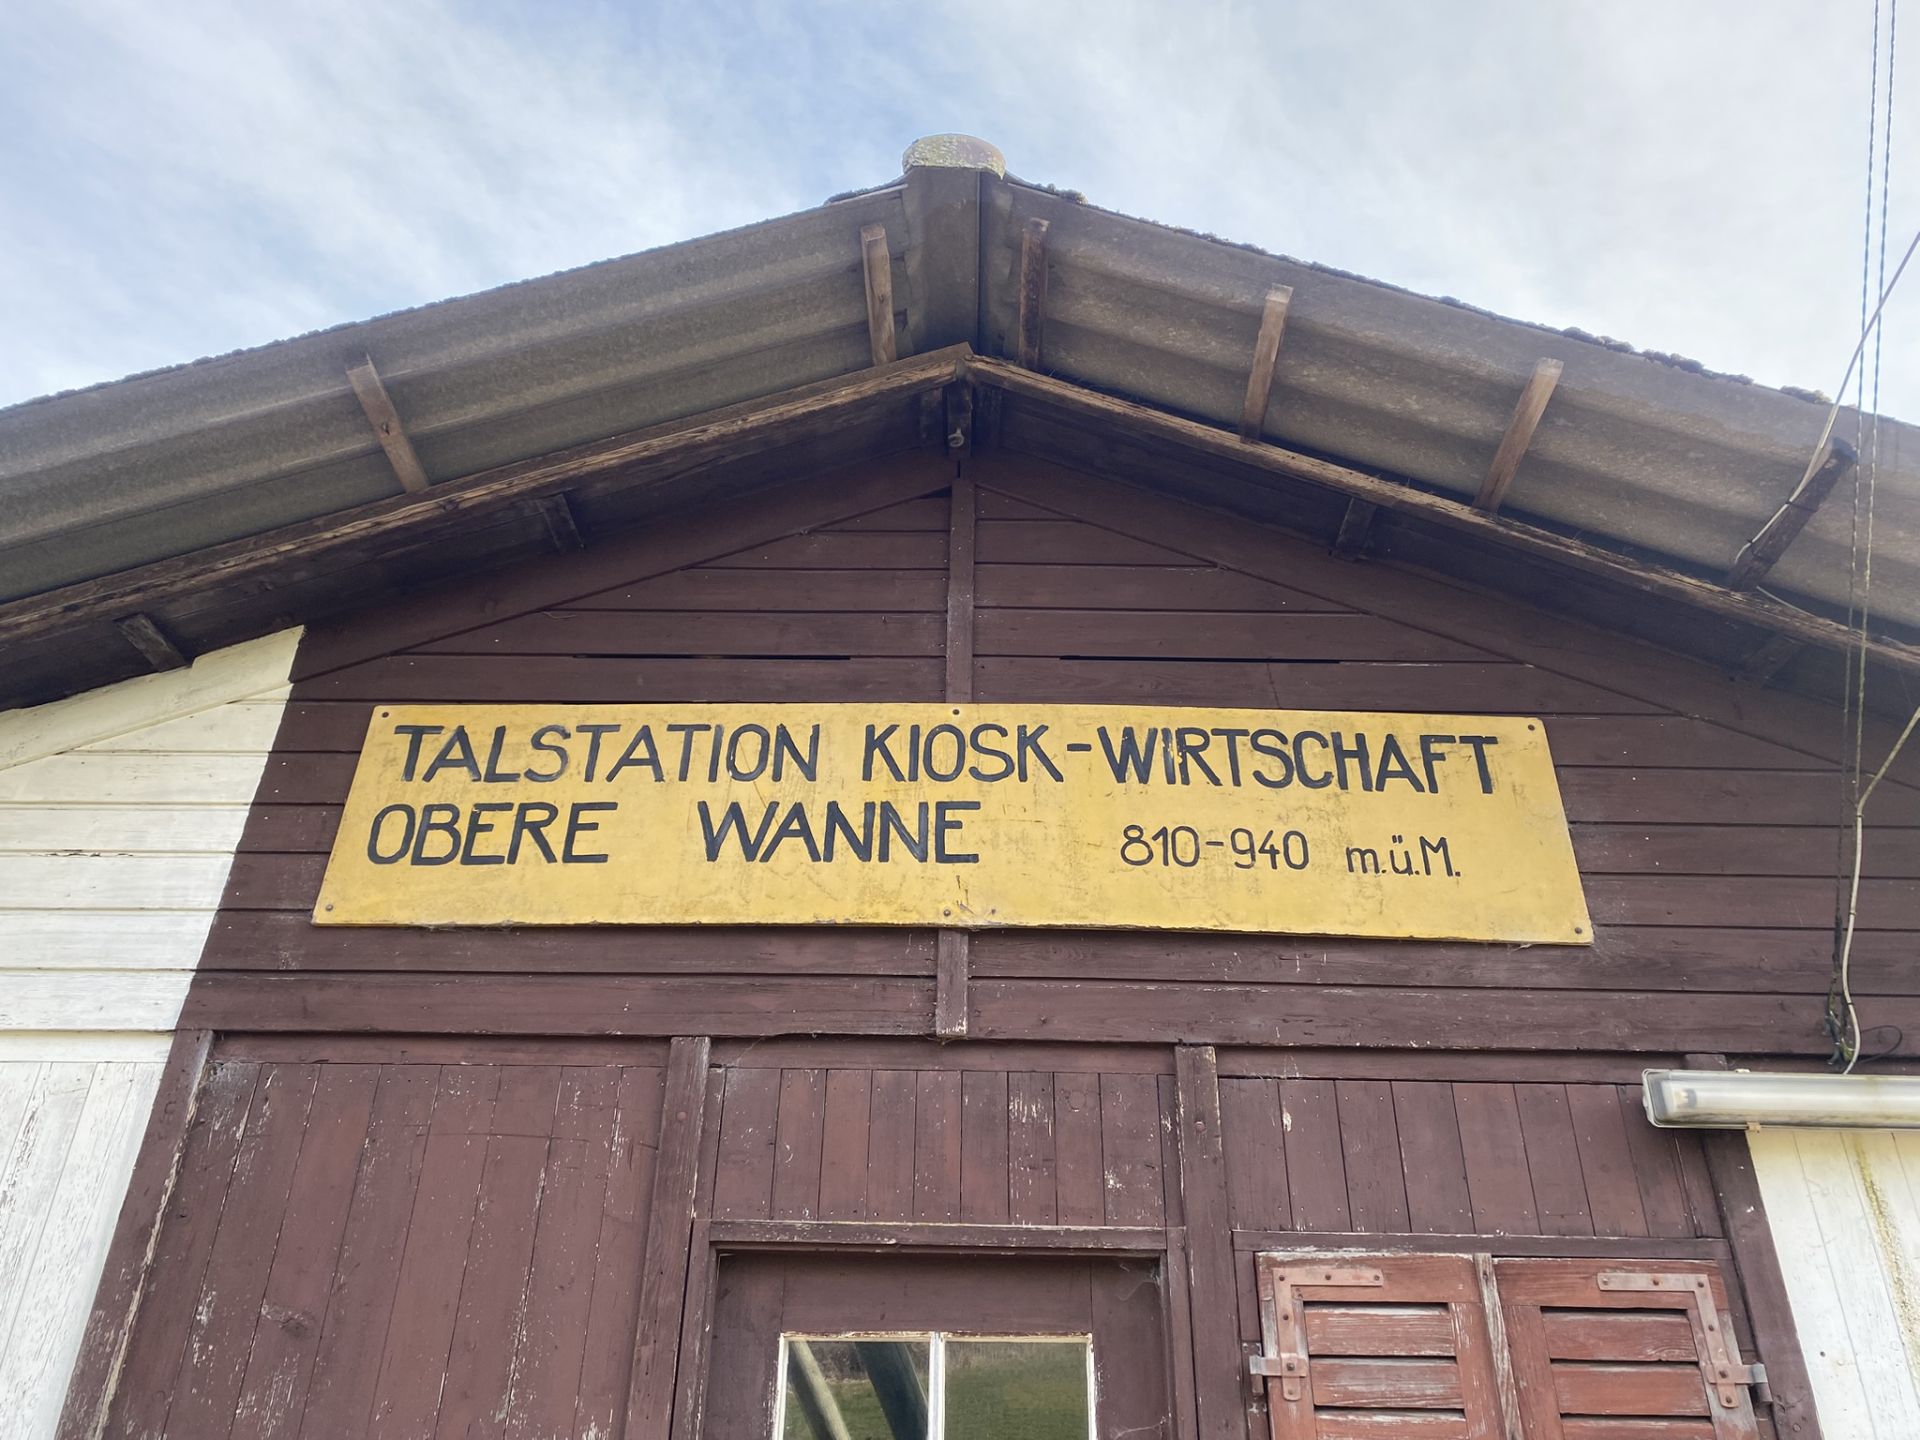 TALSTATION KIOSK-WIRTSCHAFT
OBERE WANNE 810-940 m.ü.M.